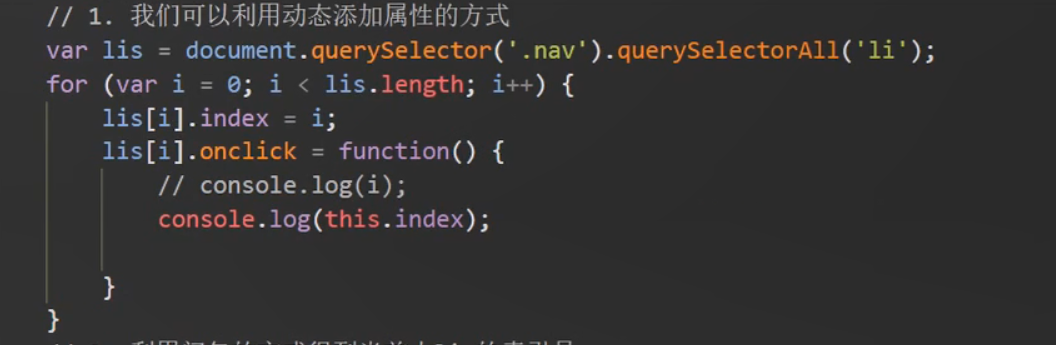 // 1. 我们可以利用动态添加属性的方式
var lis = document.querySelector('.nav').querySelectorAll('li');
for (var i = 0; i < lis.length; i++) {
lis[i].index = i;
lis[i].onclick = function() {
// console.log(i);
console.log(this.index);
}
}